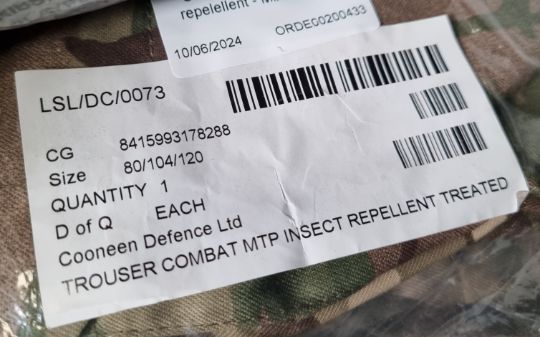 repelellent - M
10/06/2024
ORDE00200433
LSL/DC/0073
CG 8415993178288
Size 80/104/120
QUANTITY 1
D of Q EACH
Cooneen Defence Ltd
TROUSER COMBAT MTP INSECT REPELLENT TREATED